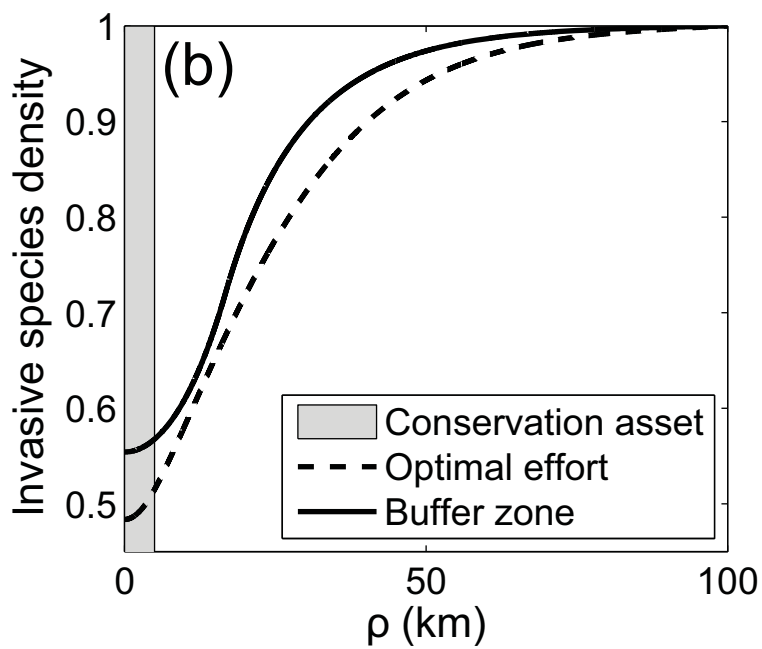 (b)
Invasive species density
1
0.9
0.8
0.7
0.6
0.5
Conservation asset
Optimal effort
Buffer zone
0
50
100
ρ (km)